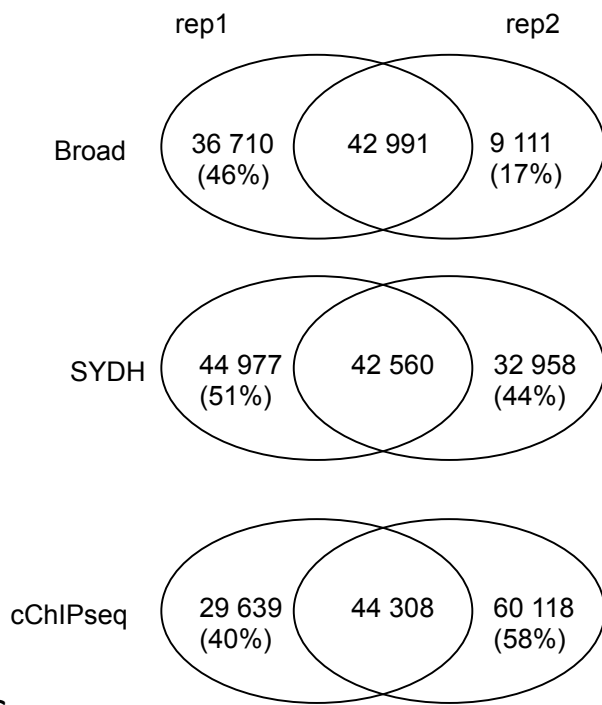 rep1 rep2
Broad 36 710 42 991 9 111
(46%) (17%)
SYDH 44 977 42 560 32 958
(51%) (44%)
cChIPseq 29 639 44 308 60 118
(40%) (58%)